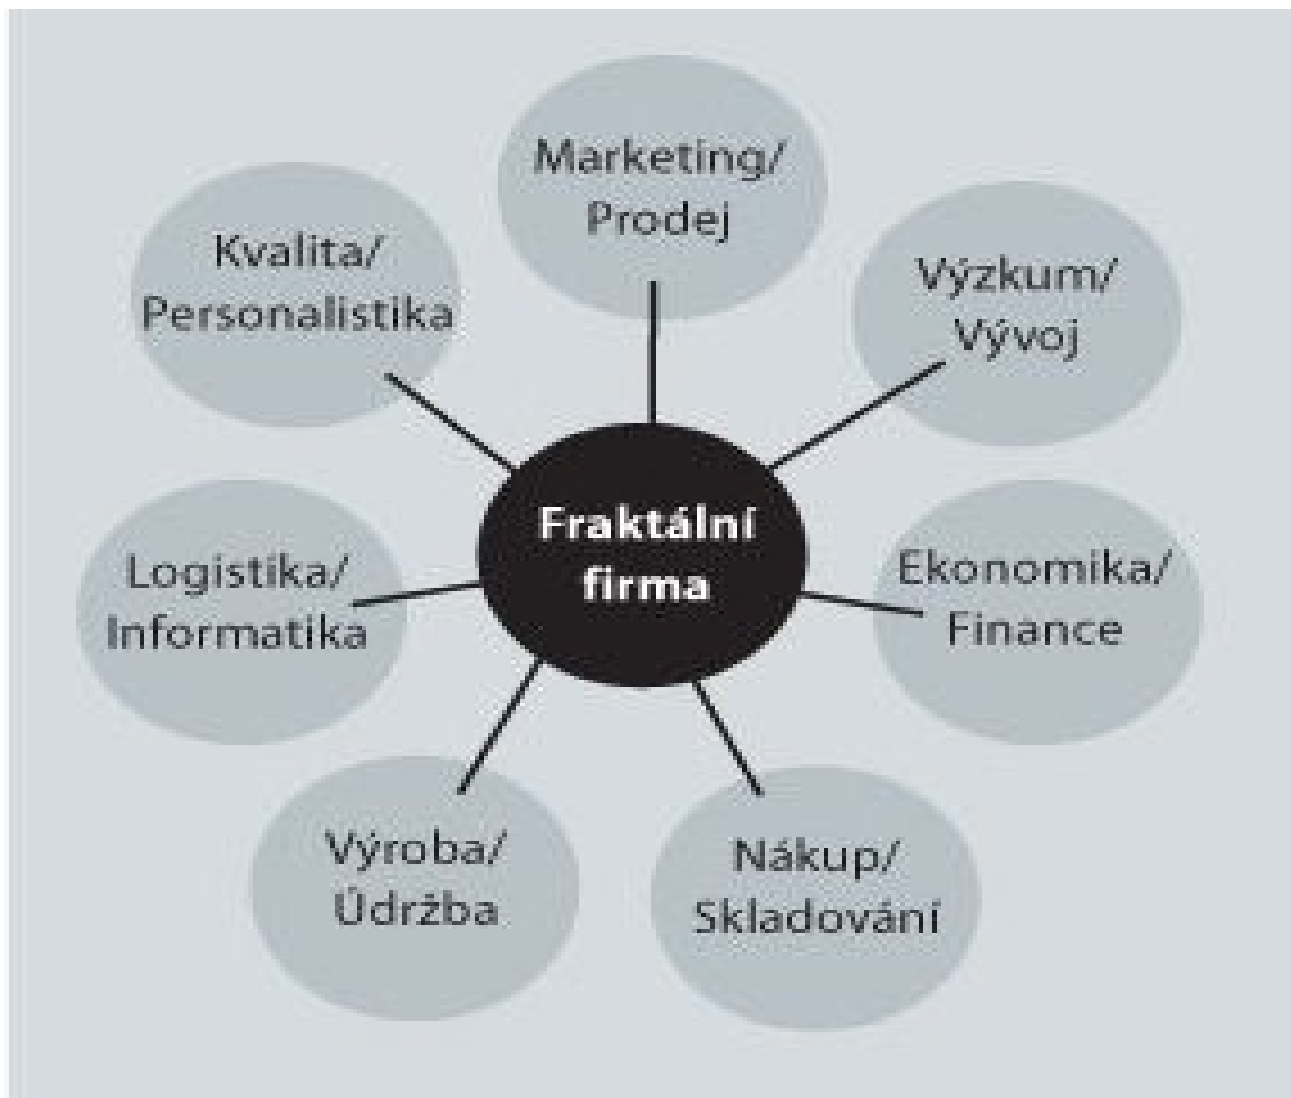 Marketing/
Prodej
Kvalita/
Personalistika
Výzkum/
Vývoj
Fraktální
firma
Logistika/
Informatika
Ekonomika/
Finance
Výroba/
Údržba
Nákup/
Skladování